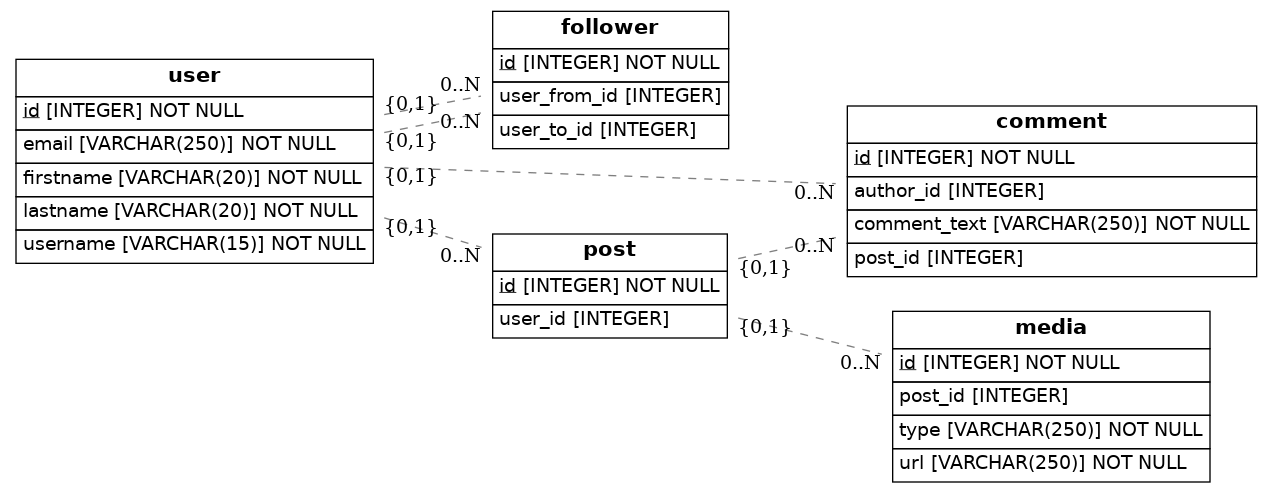 user
id [INTEGER] NOT NULL
email [VARCHAR(250)] NOT NULL
firstname [VARCHAR(20)] NOT NULL
lastname [VARCHAR(20)] NOT NULL
username [VARCHAR(15)] NOT NULL
{0,1}
0..N
{0,1}
0..N
{0,1}
0..N
{0,1}
0..N
follower
id [INTEGER] NOT NULL
user_from_id [INTEGER]
user_to_id [INTEGER]
post
id [INTEGER] NOT NULL
user_id [INTEGER]
{0,1}
0..N
{0,1}
0..N
comment
id [INTEGER] NOT NULL
author_id [INTEGER]
comment_text [VARCHAR(250)] NOT NULL
post_id [INTEGER]
media
id [INTEGER] NOT NULL
post_id [INTEGER]
type [VARCHAR(250)] NOT NULL
url [VARCHAR(250)] NOT NULL